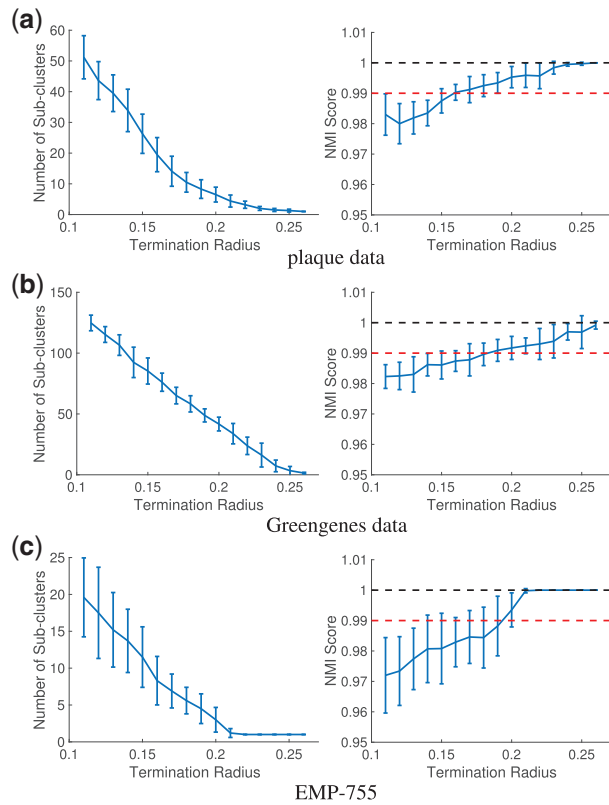 (a)
Number of Sub-clusters
60
50
40
30
20
10
0
0.1 0.15 0.2 0.25
Termination Radius
NMI Score
1.01
1
0.99
0.98
0.97
0.96
0.95
0.1 0.15 0.2 0.25
Termination Radius
plaque data
(b)
Number of Sub-clusters
150
100
50
0
0.1 0.15 0.2 0.25
Termination Radius
NMI Score
1.01
1
0.99
0.98
0.97
0.96
0.95
0.1 0.15 0.2 0.25
Termination Radius
Greengenes data
(c)
Number of Sub-clusters
25
20
15
10
5
0
0.1 0.15 0.2 0.25
Termination Radius
NMI Score
1.01
1
0.99
0.98
0.97
0.96
0.95
0.1 0.15 0.2 0.25
Termination Radius
EMP-755